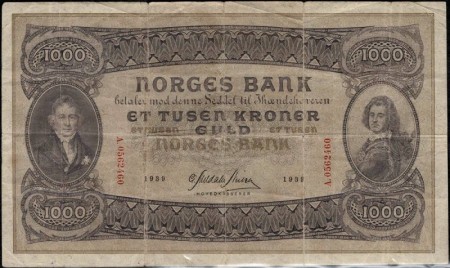 1000 1000
NORGES BANK
betaler mod denne Seddel til Ihændehaveren
ET TUSEN KRONER
ET TUSEN GULD ET TUSEN
NORGES BANK
A.0562460
A.0562460
1939 1939
HOVEDKASSERER
1000 1000